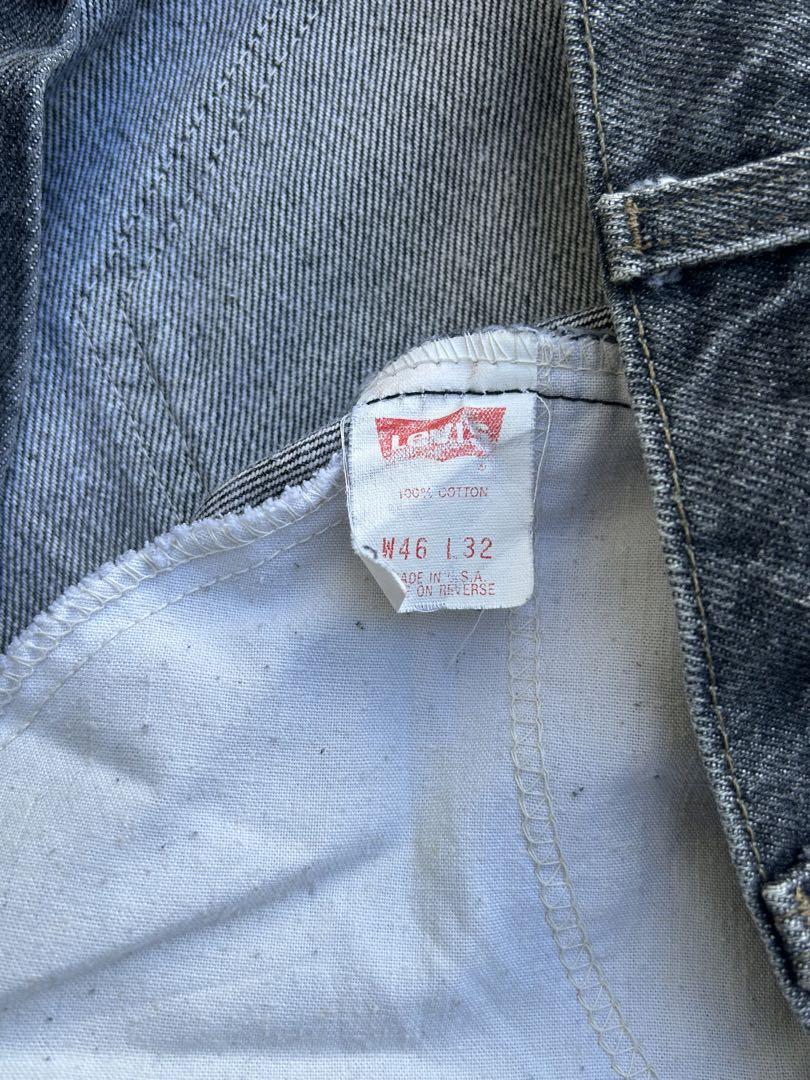 LEVI'S
®
100% COTTON
W46 L32
ADE IN U.S.A.
ON REVERSE